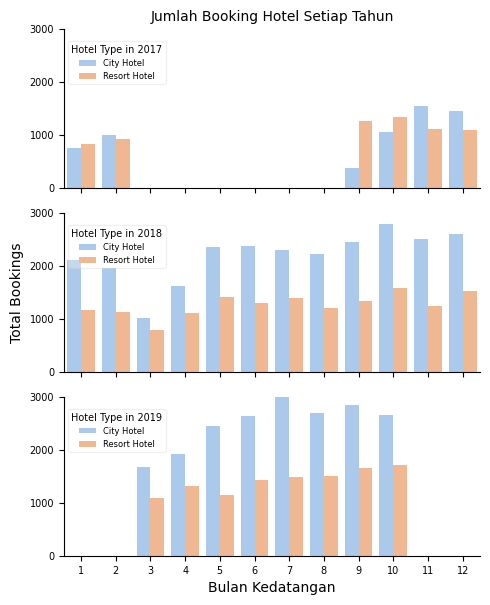 Jumlah Booking Hotel Setiap Tahun
3000
2000
1000
0
Hotel Type in 2017
City Hotel
Resort Hotel
Total Bookings
3000
2000
1000
0
Hotel Type in 2018
City Hotel
Resort Hotel
3000
2000
1000
0
Hotel Type in 2019
City Hotel
Resort Hotel
1 2 3 4 5 6 7 8 9 10 11 12
Bulan Kedatangan